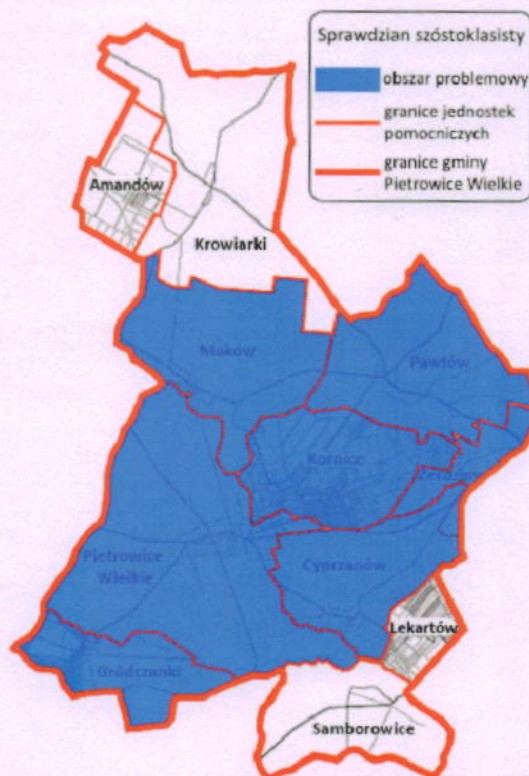 Sprawdzian szóstoklasisty
obszar problemowy
granice jednostek
pomocniczych
granice gminy
Pietrowice Wielkie
Amandów
Krowiarki
Maków
Pawłów
Kornice
Żerdziny
Pietrowice
Wielkie
Cyprzanów
Lekartów
Gródczanki
Samborowice